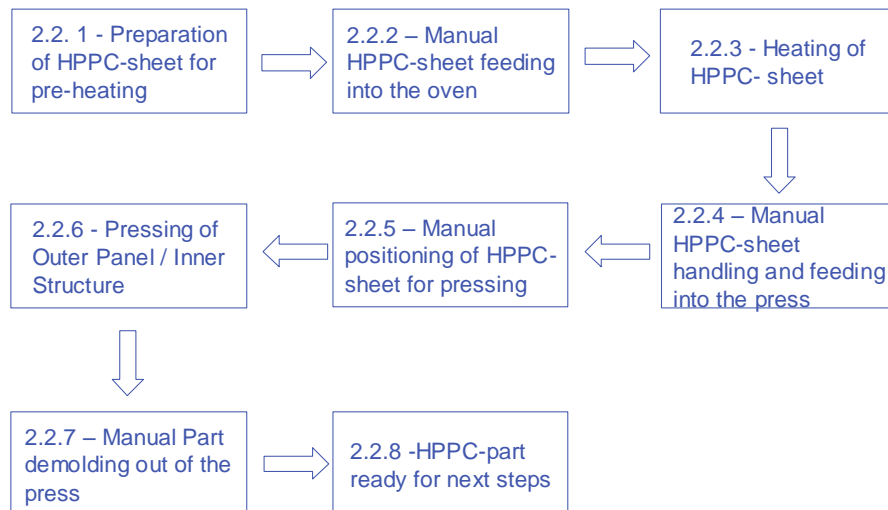 2.2. 1 - Preparation
of HPPC-sheet for
pre-heating
2.2.2 – Manual
HPPC-sheet feeding
into the oven
2.2.3 - Heating of
HPPC- sheet
2.2.4 – Manual
HPPC-sheet
handling and feeding
into the press
2.2.5 – Manual
positioning of HPPC-
sheet for pressing
2.2.6 - Pressing of
Outer Panel / Inner
Structure
2.2.7 – Manual Part
demolding out of the
press
2.2.8 -HPPC-part
ready for next steps